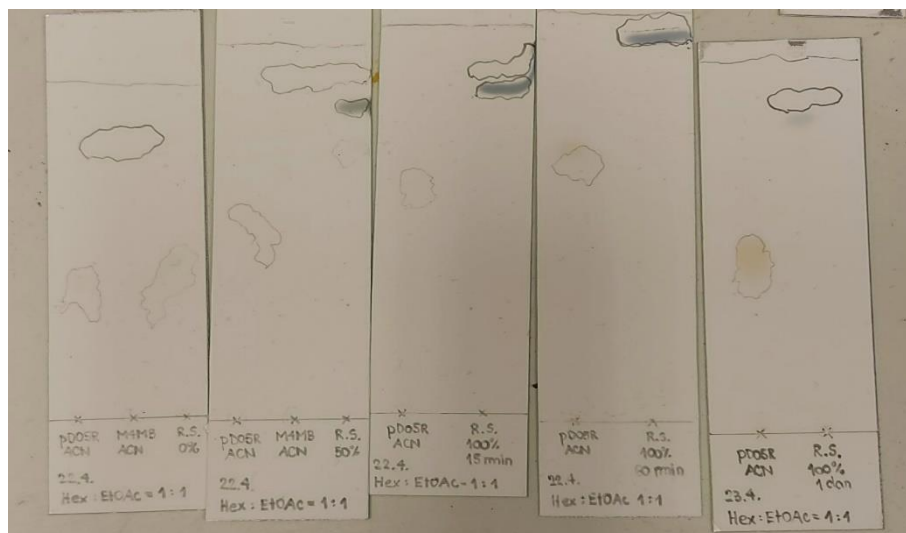 pDOSR M4MB R.S.
ACN ACN 0%
22.4.
Hex : EtOAc = 1:1
pDOSR M4MB R.S.
ACN ACN 50%
22.4.
Hex : EtOAc = 1:1
pDOSR R.S.
ACN 100%
22.4. 15 min
Hex : EtOAc = 1:1
pDOSR R.S.
ACN 100%
22.4. 60 min
Hex : EtOAc 1:1
pDOSR R.S.
ACN 100%
23.4. 1 dan
Hex : EtOAc = 1:1